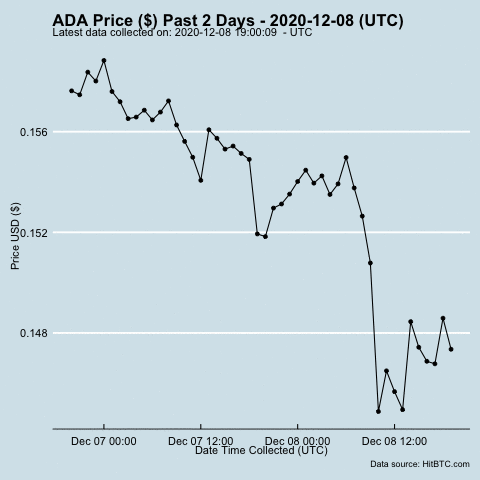 ADA Price ($) Past 2 Days - 2020-12-08 (UTC)
Latest data collected on: 2020-12-08 19:00:09  - UTC
0.156
0.152
0.148
Price USD ($)
Dec 07 00:00
Dec 07 12:00
Dec 08 00:00
Dec 08 12:00
Date Time Collected (UTC)
Data source: HitBTC.com